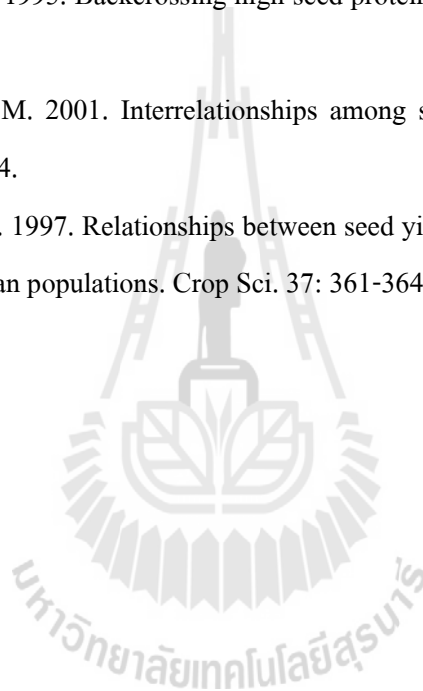 1995. Backcrossing high seed protein
M. 2001. Interrelationships among s
4.
. 1997. Relationships between seed yi
an populations. Crop Sci. 37: 361-364
มหาวิทยาลัยเทคโนโลยีสุรนารี